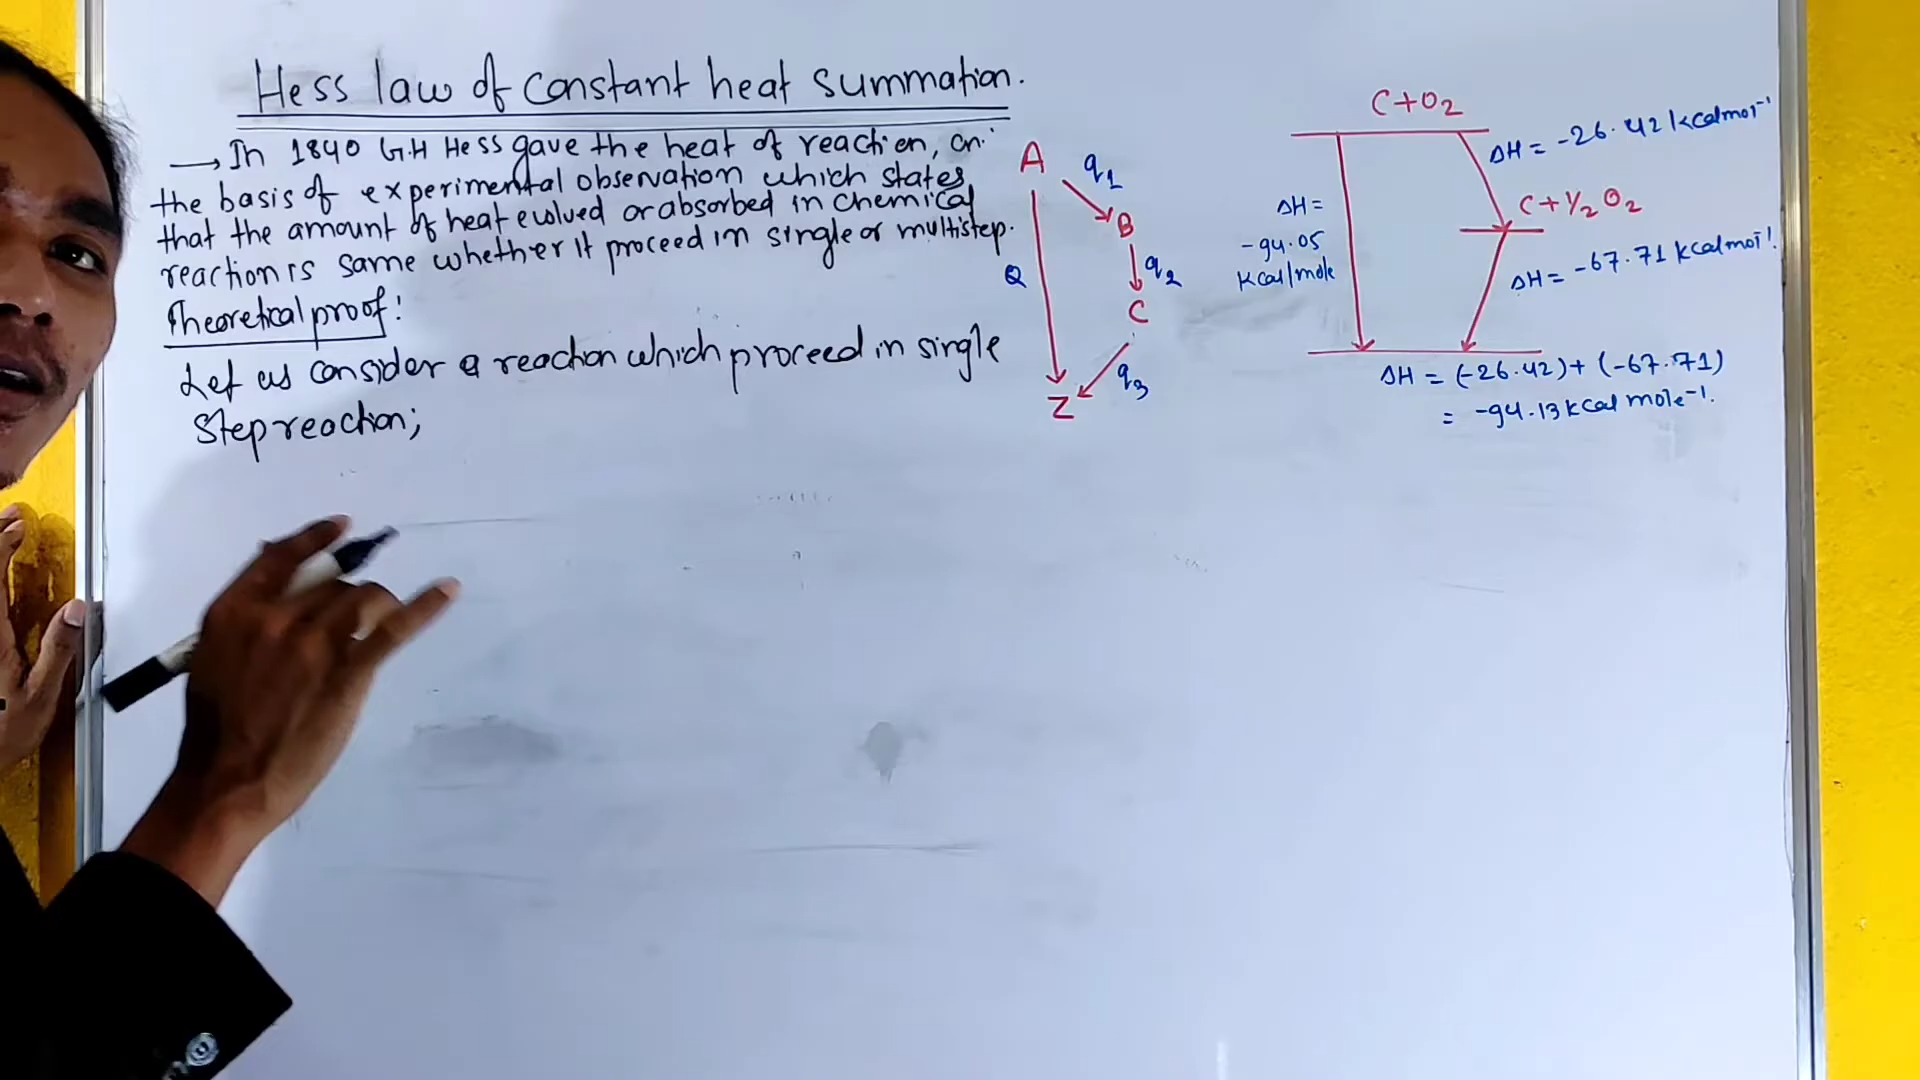 Hess law of constant heat summation.
→ In 1840 G.H Hess gave the heat of reaction, on
the basis of experimental observation which states
that the amount of heat evolved or absorbed in chemical
reaction is same whether it proceed in single or multistep.
Theoretical proof:
Let us consider a reaction which proceed in single
step reaction;
A
q₁
B
Q
q₂
C
q₃
Z
C+O₂
ΔH = -26.42 kcalmol⁻¹
ΔH =
-94.05
kcal/mole
C+½O₂
ΔH = -67.71 kcalmol⁻¹.
ΔH = (-26.42)+(-67.71)
= -94.13 kcal mole⁻¹.